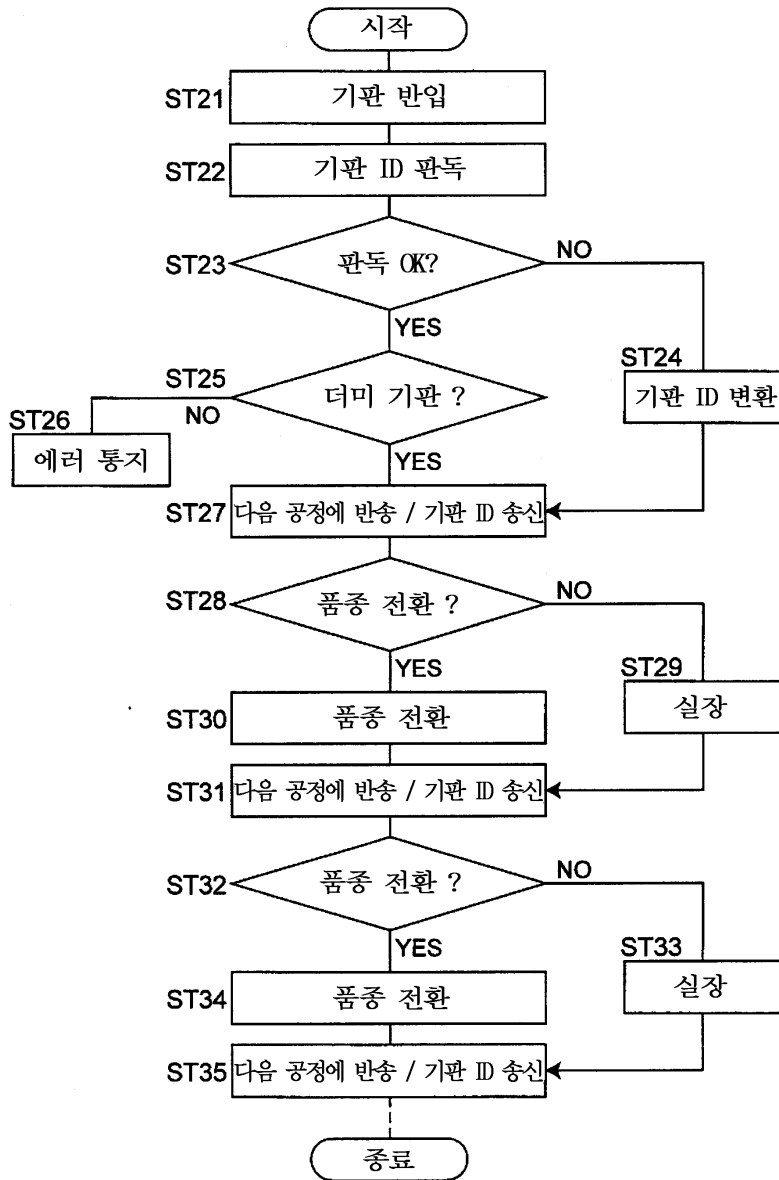 시작
ST21 기판 반입
ST22 기판 ID 판독
ST23 판독 OK?
NO
YES
ST24
기판 ID 변환
ST25 더미 기판 ?
NO
ST26
에러 통지
YES
ST27 다음 공정에 반송 / 기판 ID 송신
ST28 품종 전환 ?
NO
YES
ST29
실장
ST30 품종 전환
ST31 다음 공정에 반송 / 기판 ID 송신
ST32 품종 전환 ?
NO
YES
ST33
실장
ST34 품종 전환
ST35 다음 공정에 반송 / 기판 ID 송신
종료